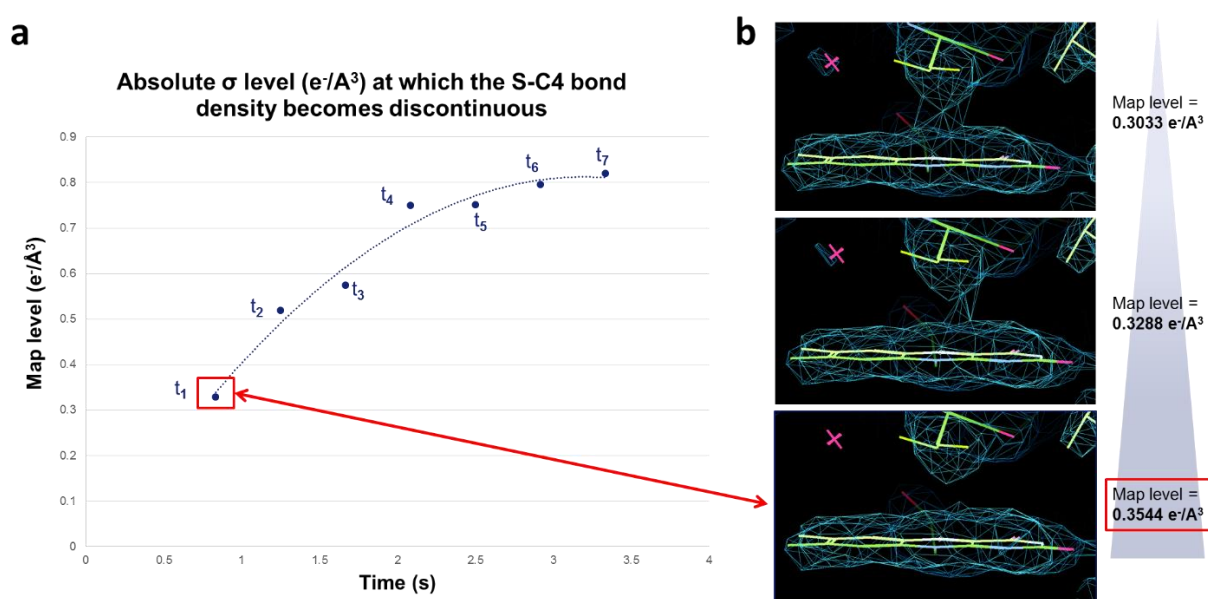 a
b
Absolute σ level (e⁻/A³) at which the S-C4 bond
density becomes discontinuous
Map level (e⁻/Å³)
0.9
0.8
0.7
0.6
0.5
0.4
0.3
0.2
0.1
0
t₁
t₂
t₃
t₄
t₅
t₆
t₇
0 0.5 1 1.5 2 2.5 3 3.5 4
Time (s)
Map level =
0.3033 e⁻/A³
Map level =
0.3288 e⁻/A³
Map level =
0.3544 e⁻/A³